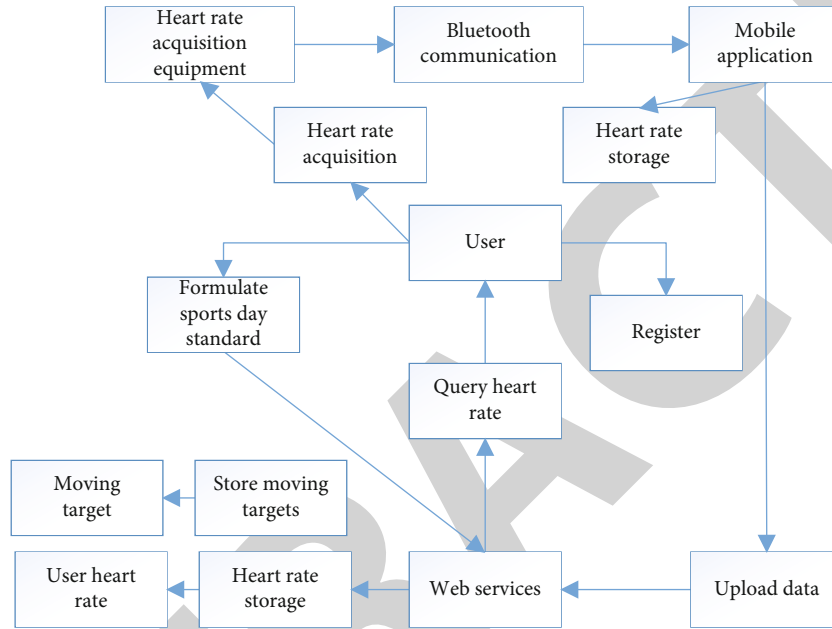 Heart rate
acquisition
equipment
Bluetooth
communication
Mobile
application
Heart rate
acquisition
Heart rate
storage
User
Formulate
sports day
standard
Register
Query heart
rate
Moving
target
Store moving
targets
User heart
rate
Heart rate
storage
Web services
Upload data